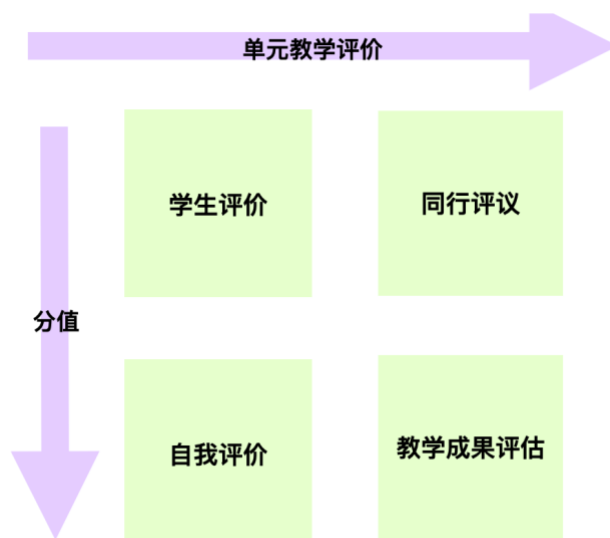 单元教学评价
学生评价
同行评议
分值
自我评价
教学成果评估